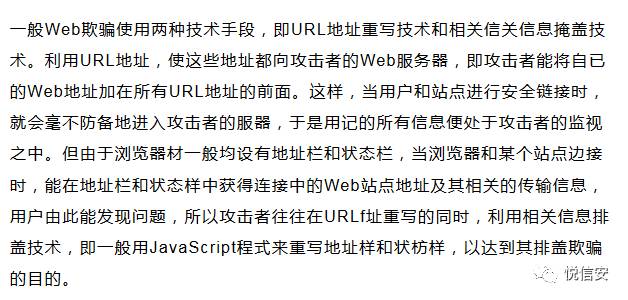 一般Web欺骗使用两种技术手段，即URL地址重写技术和相关信关信息掩盖技
术。利用URL地址，使这些地址都向攻击者的Web服务器，即攻击者能将自已
的Web地址加在所有URL地址的前面。这样，当用户和站点进行安全链接时，
就会毫不防备地进入攻击者的服器，于是用记的所有信息便处于攻击者的监视
之中。但由于浏览器材一般均设有地址栏和状态栏，当浏览器和某个站点边接
时，能在地址栏和状态样中获得连接中的Web站点地址及其相关的传输信息，
用户由此能发现问题，所以攻击者往往在URLf址重写的同时，利用相关信息排
盖技术，即一般用JavaScript程式来重写地址样和状枋样，以达到其排盖欺骗
的目的。
悦信安